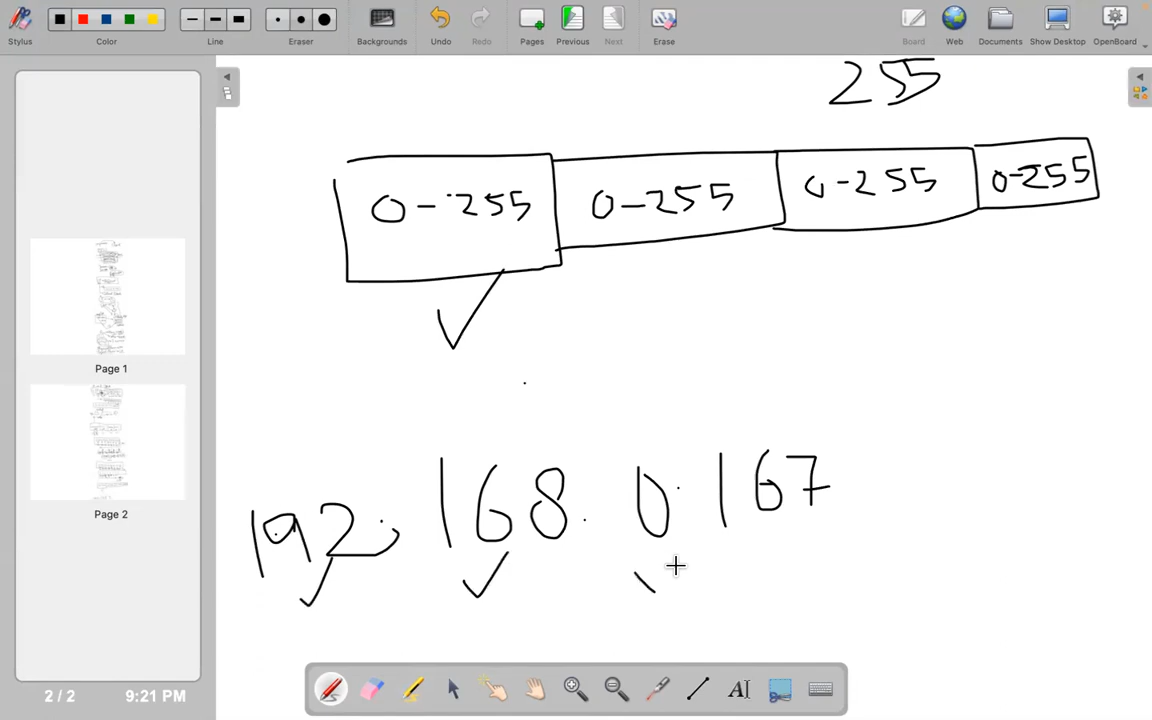 Stylus
Color
Line
Eraser
Backgrounds
Undo
Redo
Pages
Previous
Next
Erase
Board
Web
Documents
Show Desktop
OpenBoard
255
0-255 0-255 0-255 0-255
192. 168. 0. 167
Page 1
Page 2
2 / 2 9:21 PM